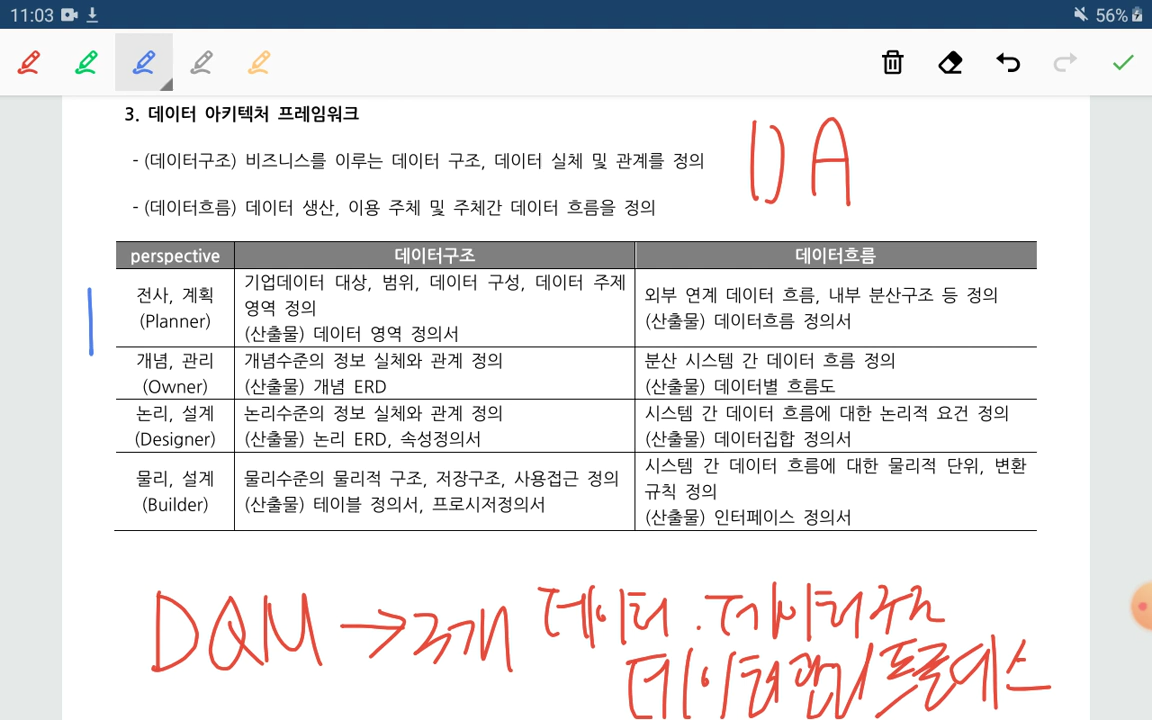 11:03 56%
3. 데이터 아키텍처 프레임워크
- (데이터구조) 비즈니스를 이루는 데이터 구조, 데이터 실체 및 관계를 정의
DA
- (데이터흐름) 데이터 생산, 이용 주체 및 주체간 데이터 흐름을 정의
perspective 데이터구조 데이터흐름
전사, 계획
(Planner)
기업데이터 대상, 범위, 데이터 구성, 데이터 주제
영역 정의
(산출물) 데이터 영역 정의서
외부 연계 데이터 흐름, 내부 분산구조 등 정의
(산출물) 데이터흐름 정의서
개념, 관리
(Owner)
개념수준의 정보 실체와 관계 정의
(산출물) 개념 ERD
분산 시스템 간 데이터 흐름 정의
(산출물) 데이터별 흐름도
논리, 설계
(Designer)
논리수준의 정보 실체와 관계 정의
(산출물) 논리 ERD, 속성정의서
시스템 간 데이터 흐름에 대한 논리적 요건 정의
(산출물) 데이터집합 정의서
물리, 설계
(Builder)
물리수준의 물리적 구조, 저장구조, 사용접근 정의
(산출물) 테이블 정의서, 프로시저정의서
시스템 간 데이터 흐름에 대한 물리적 단위, 변환
규칙 정의
(산출물) 인터페이스 정의서
DQM → 3개 데이터 . 데이터구조
데이터관리프로세스